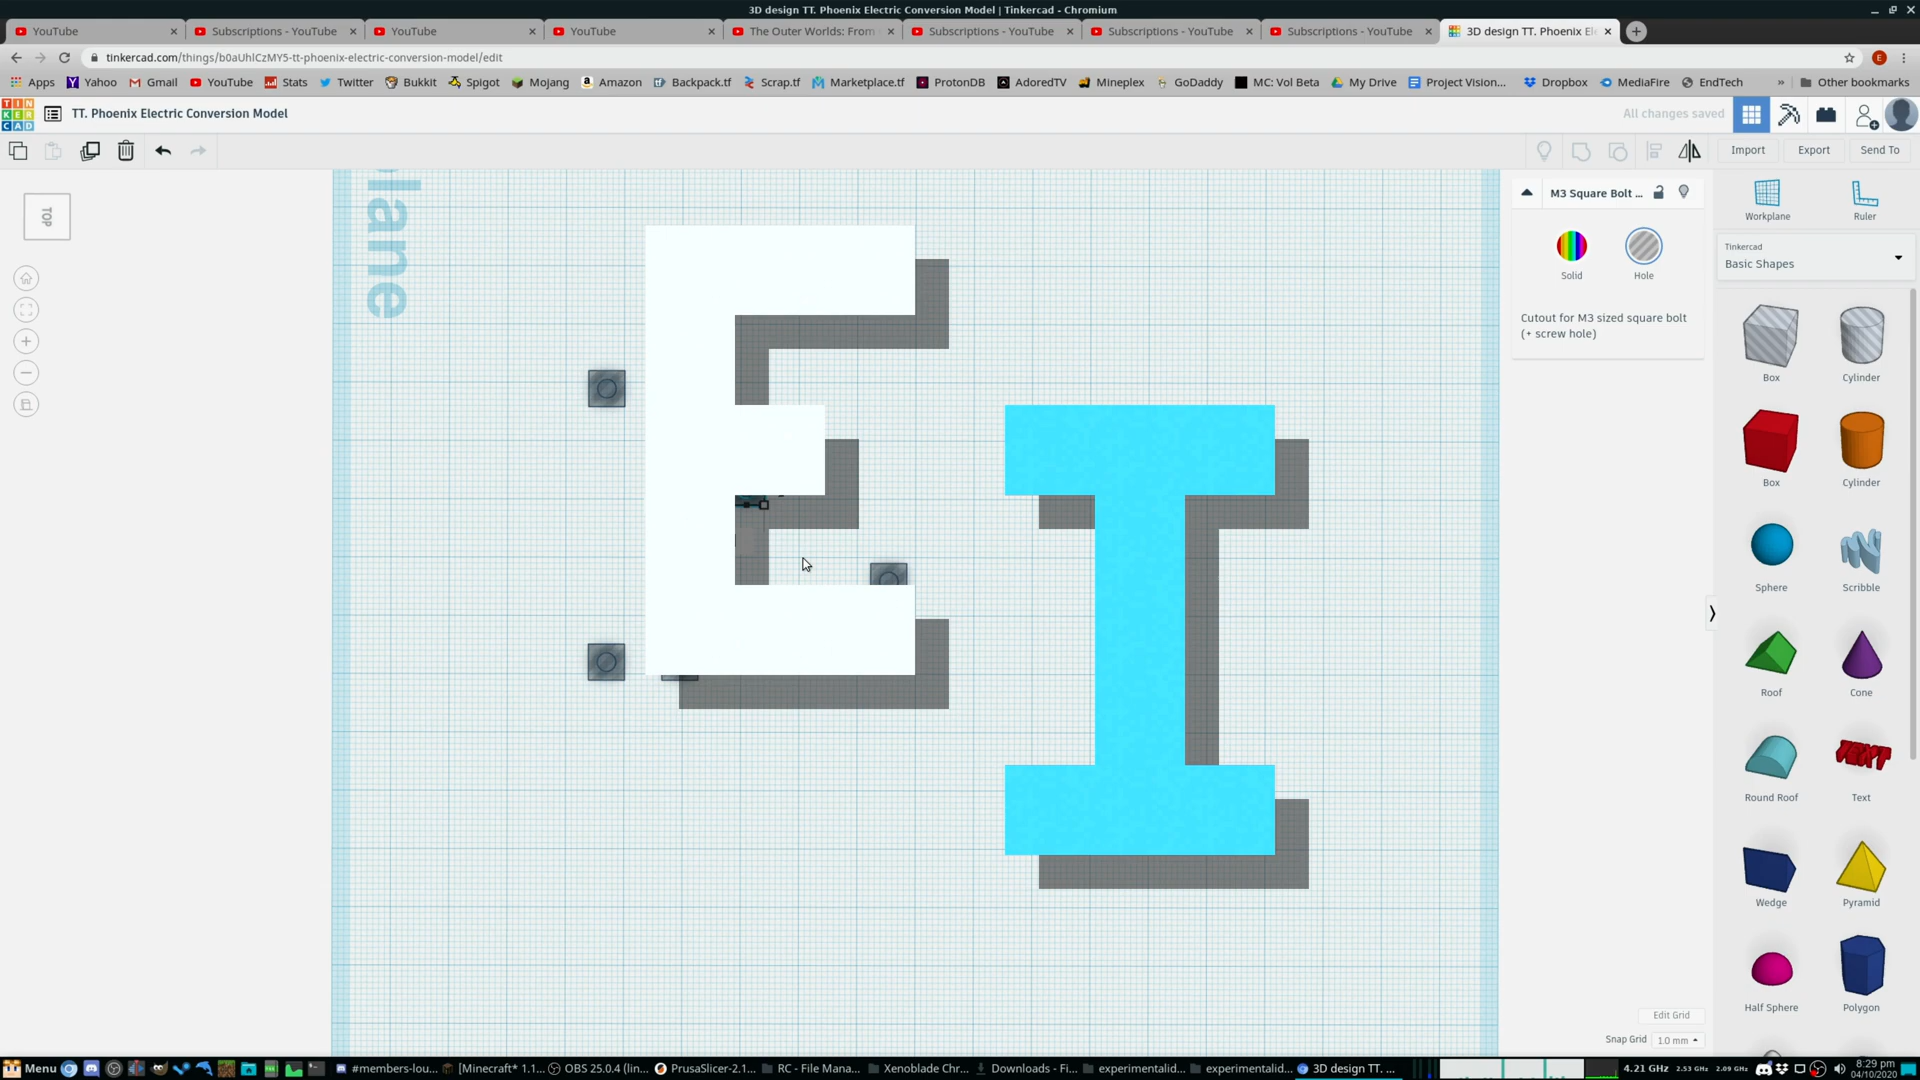 3D design TT. Phoenix Electric Conversion Model | Tinkercad - Chromium
YouTube
Subscriptions - YouTube
YouTube
YouTube
The Outer Worlds: From
Subscriptions - YouTube
Subscriptions - YouTube
Subscriptions - YouTube
3D design TT. Phoenix El
tinkercad.com/things/b0aUhlCzMY5-tt-phoenix-electric-conversion-model/edit
E
Apps
Yahoo
Gmail
YouTube
Stats
Twitter
Bukkit
Spigot
Mojang
Amazon
Backpack.tf
Scrap.tf
Marketplace.tf
ProtonDB
AdoredTV
Mineplex
GoDaddy
MC: Vol Beta
My Drive
Project Vision...
Dropbox
MediaFire
EndTech
»
Other bookmarks
TIN
KER
CAD
TT. Phoenix Electric Conversion Model
All changes saved
Import
Export
Send To
TOP
plane
E
I
M3 Square Bolt ...
Solid
Hole
Cutout for M3 sized square bolt
(+ screw hole)
Workplane
Ruler
Tinkercad
Basic Shapes
Box
Cylinder
Box
Cylinder
Sphere
Scribble
Roof
Cone
Round Roof
TEXT
Text
Wedge
Pyramid
Half Sphere
Polygon
Edit Grid
Snap Grid
1.0 mm
Menu
#members-lou...
[Minecraft* 1.1...
OBS 25.0.4 (lin...
PrusaSlicer-2.1...
RC - File Mana...
Xenoblade Chr...
Downloads - Fi...
experimentalid...
experimentalid...
3D design TT. ...
4.21 GHz
2.53 GHz
2.09 GHz
8:29 pm
04/10/2020